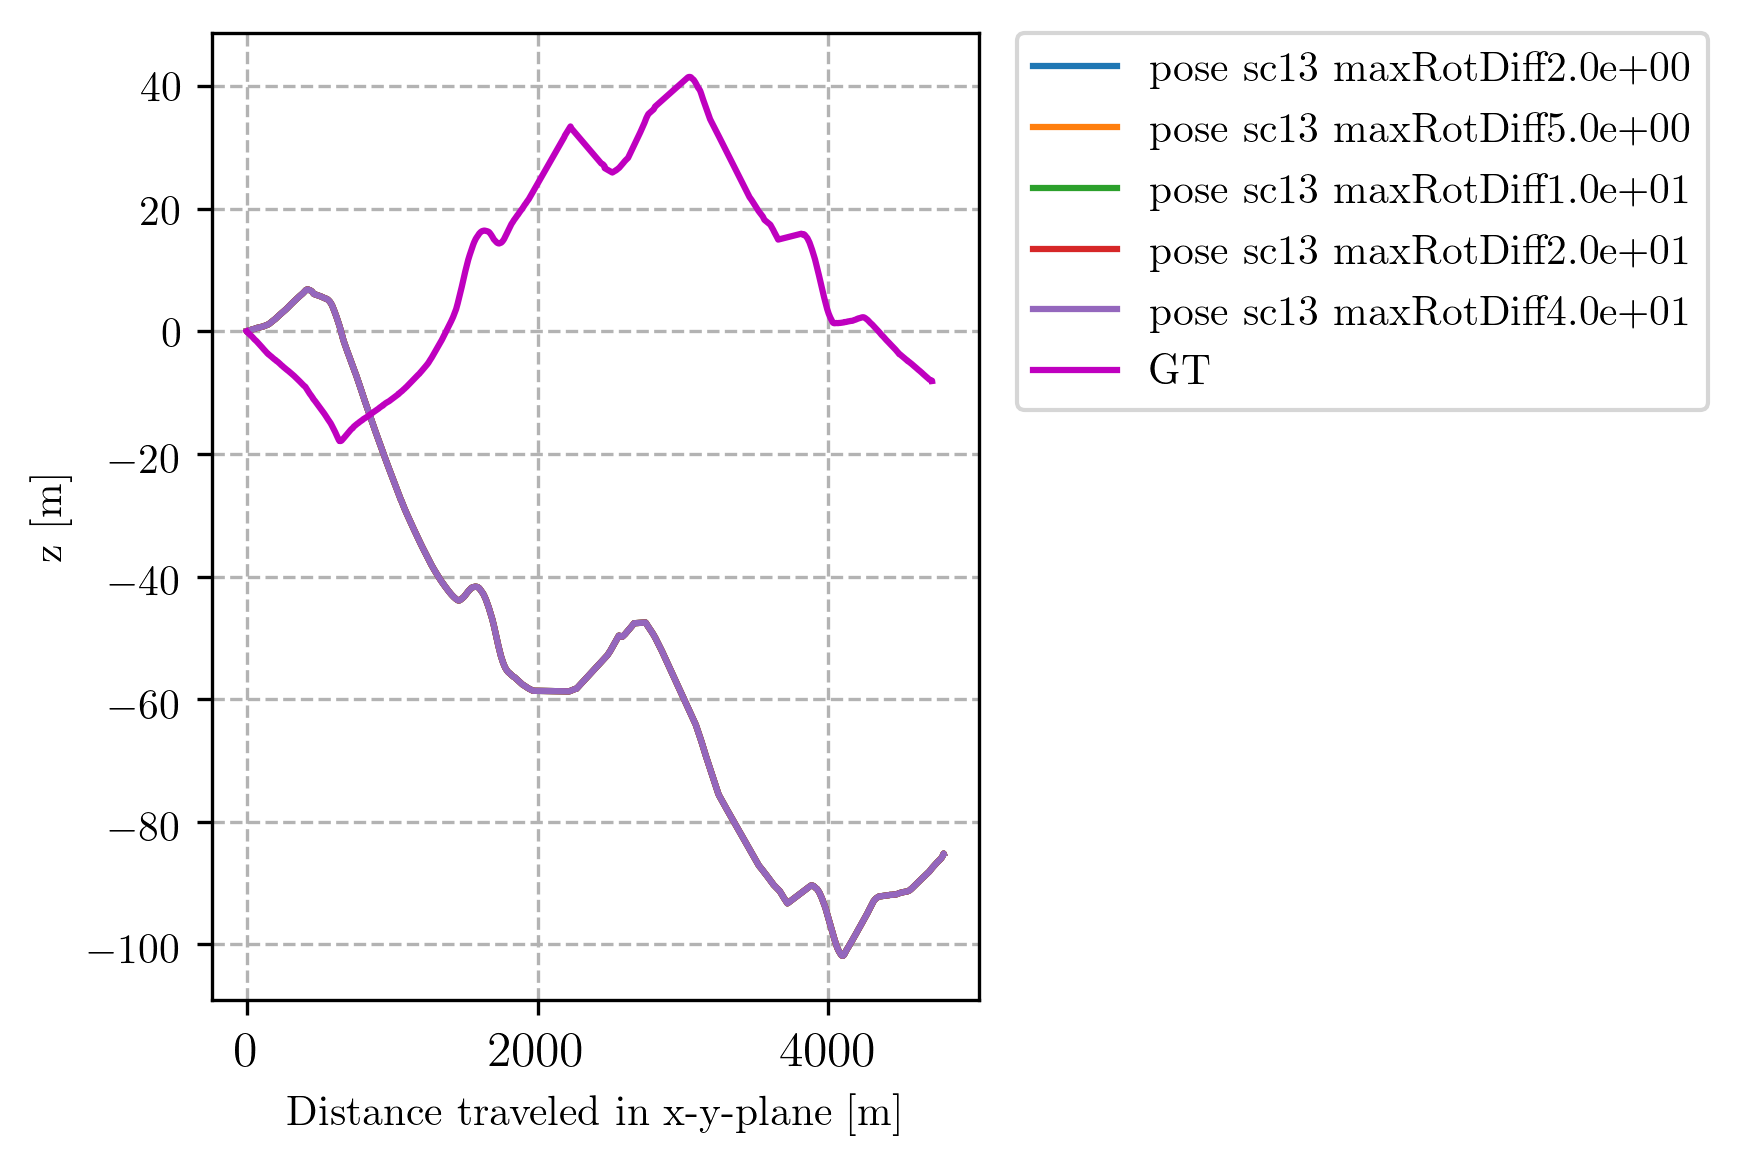 40
20
0
−20
−40
−60
−80
−100
z [m]
0 2000 4000
Distance traveled in x-y-plane [m]
pose sc13 maxRotDiff2.0e+00
pose sc13 maxRotDiff5.0e+00
pose sc13 maxRotDiff1.0e+01
pose sc13 maxRotDiff2.0e+01
pose sc13 maxRotDiff4.0e+01
GT